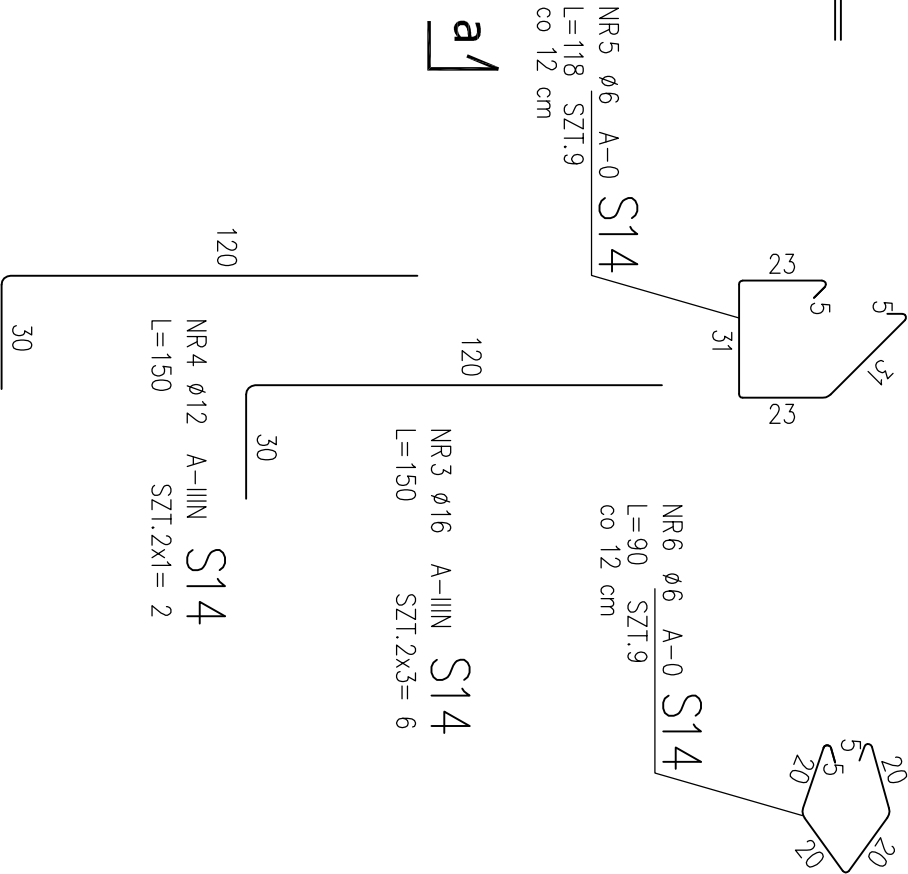 NR5 ø6 A-0 S14
L=118 SZT.9
co 12 cm
23
5
5
31
31
23
a
120
30
NR4 ø12 A-IIIN S14
L=150 SZT.2x1= 2
120
30
NR3 ø16 A-IIIN S14
L=150 SZT.2x3= 6
NR6 ø6 A-0 S14
L=90 SZT.9
co 12 cm
5
20
5
20
20
20